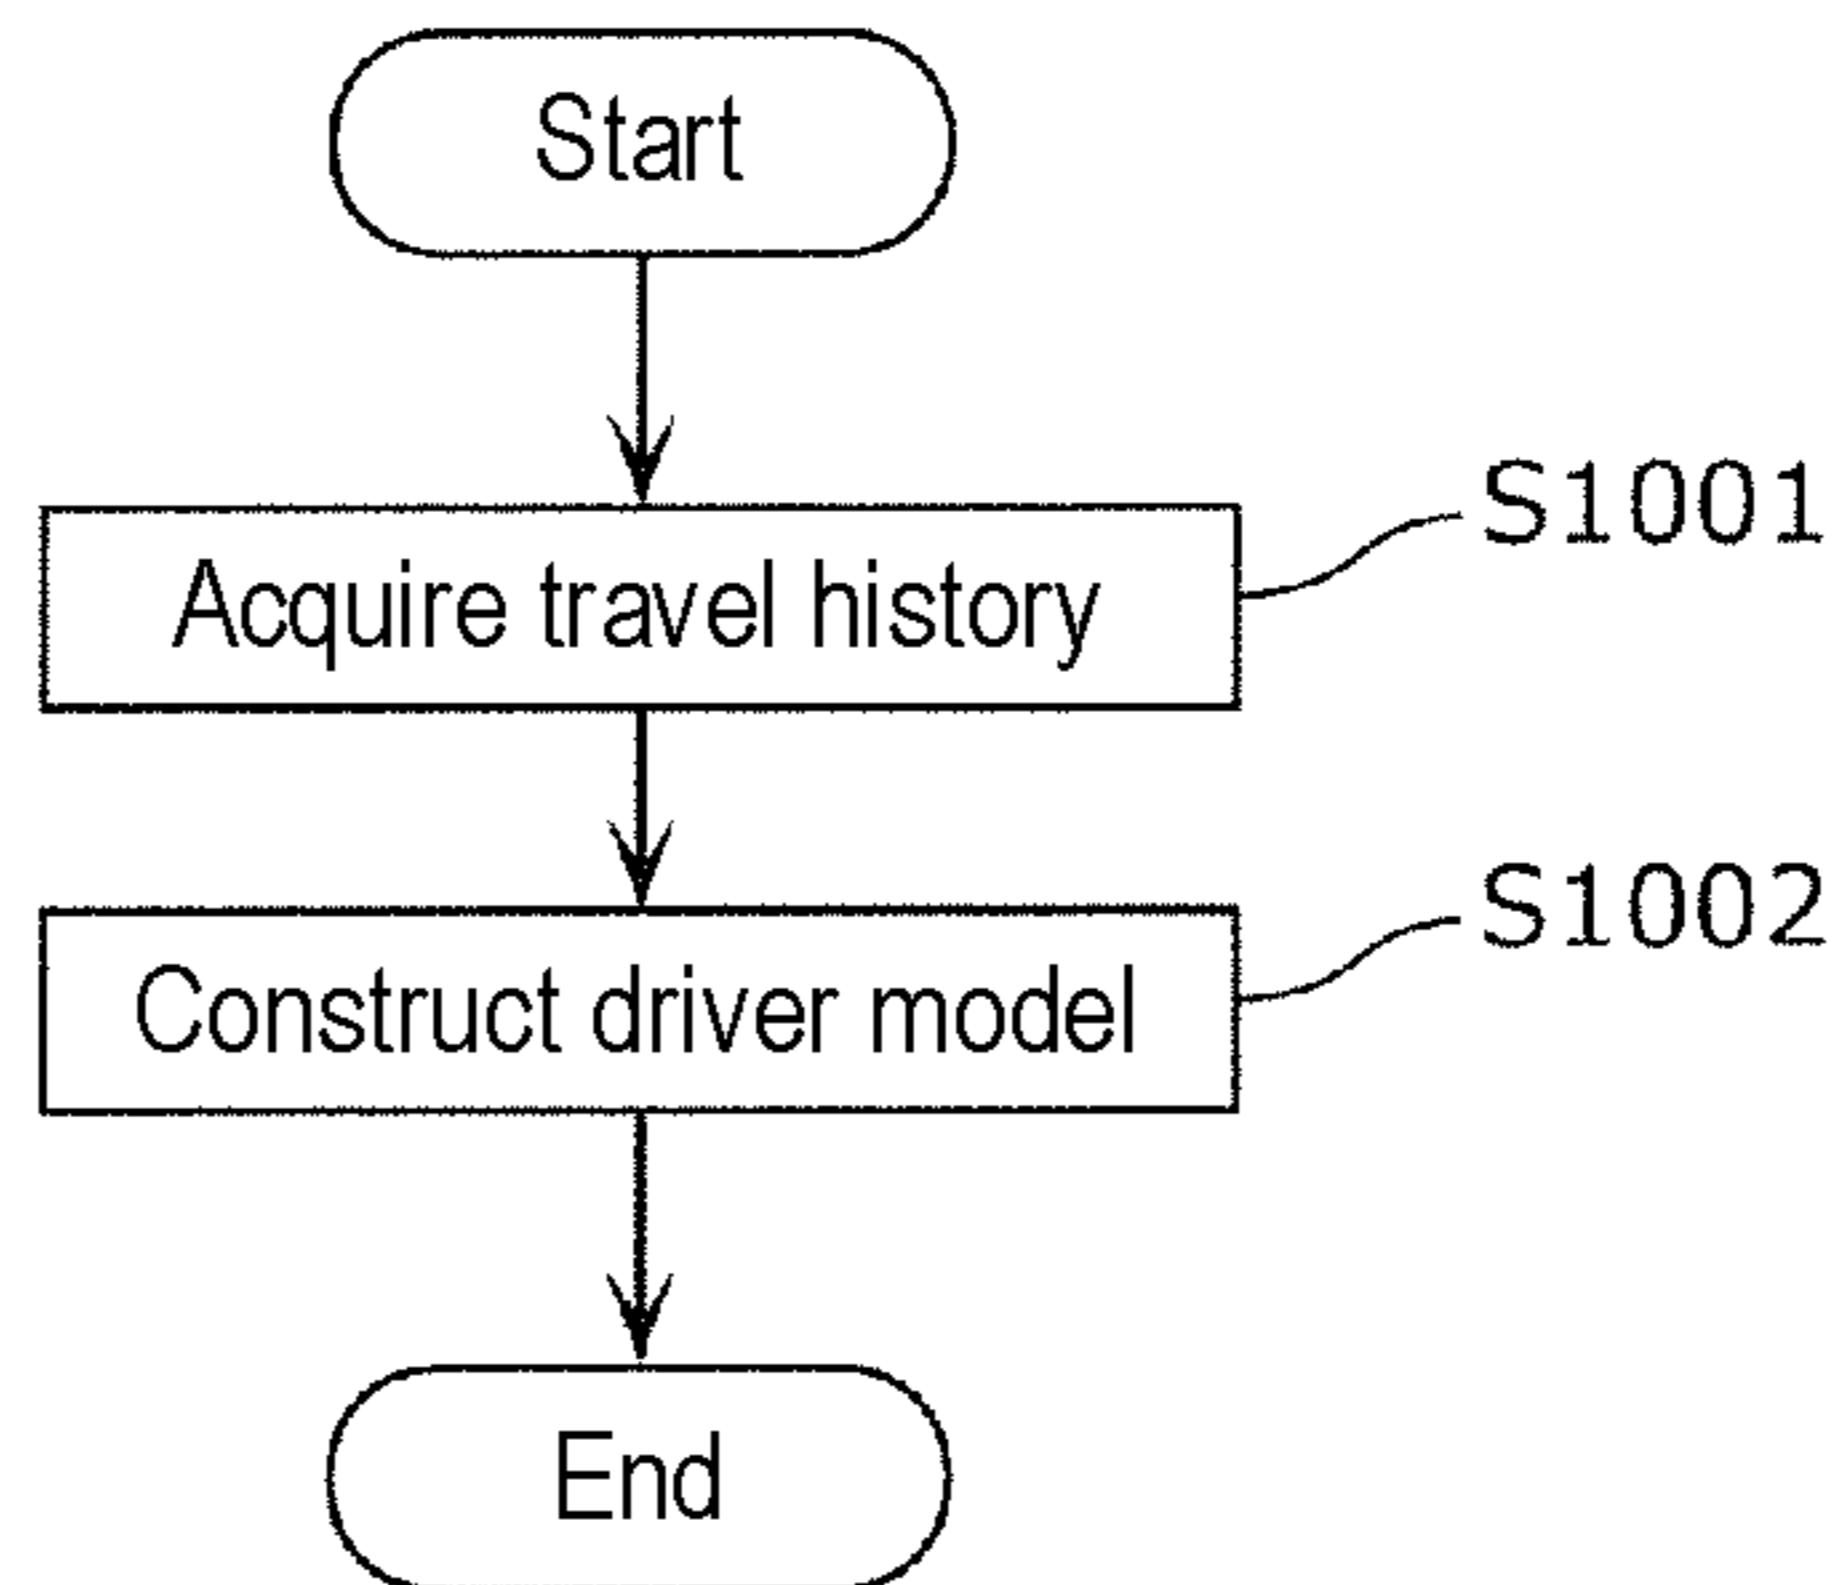 Start
Acquire travel history
S1001
Construct driver model
S1002
End